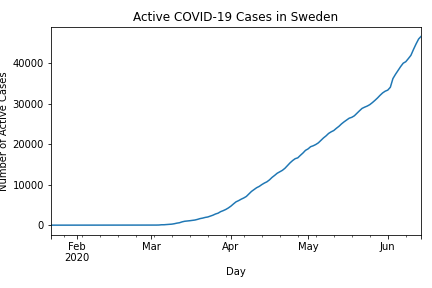 Active COVID-19 Cases in Sweden
Number of Active Cases
40000
30000
20000
10000
0
Feb Mar Apr May Jun
2020
Day